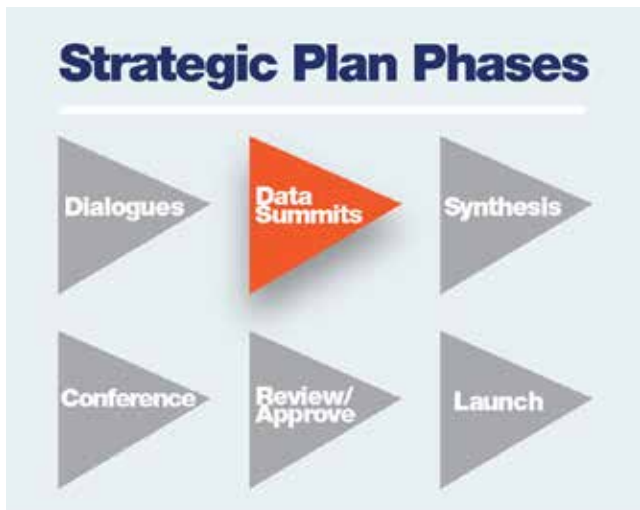 Strategic Plan Phases
Dialogues
Data
Summits
Synthesis
Conference
Review/
Approve
Launch